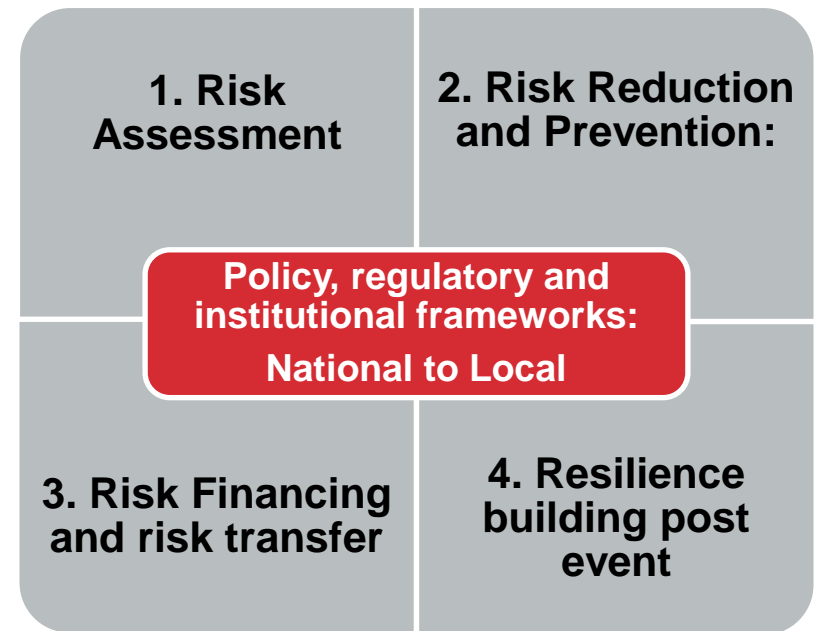 1. Risk
Assessment
2. Risk Reduction
and Prevention:
Policy, regulatory and
institutional frameworks:
National to Local
3. Risk Financing
and risk transfer
4. Resilience
building post
event